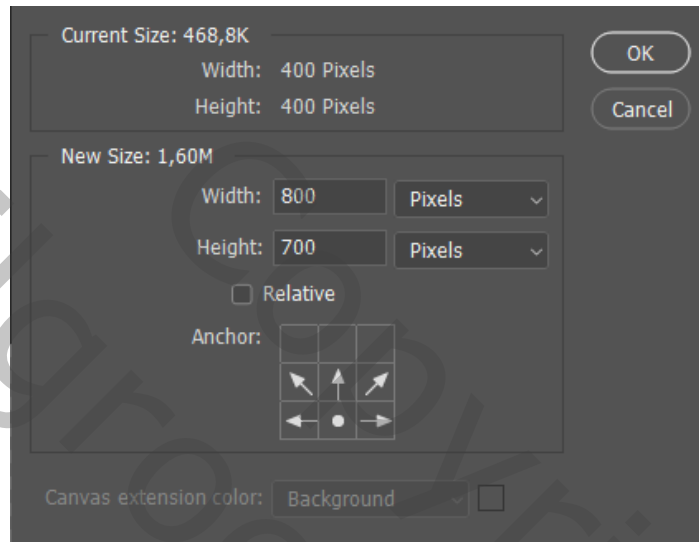 Current Size: 468,8K
Width: 400 Pixels
Height: 400 Pixels
OK
Cancel
New Size: 1,60M
Width: 800 Pixels
Height: 700 Pixels
Relative
Anchor:
Canvas extension color: Background